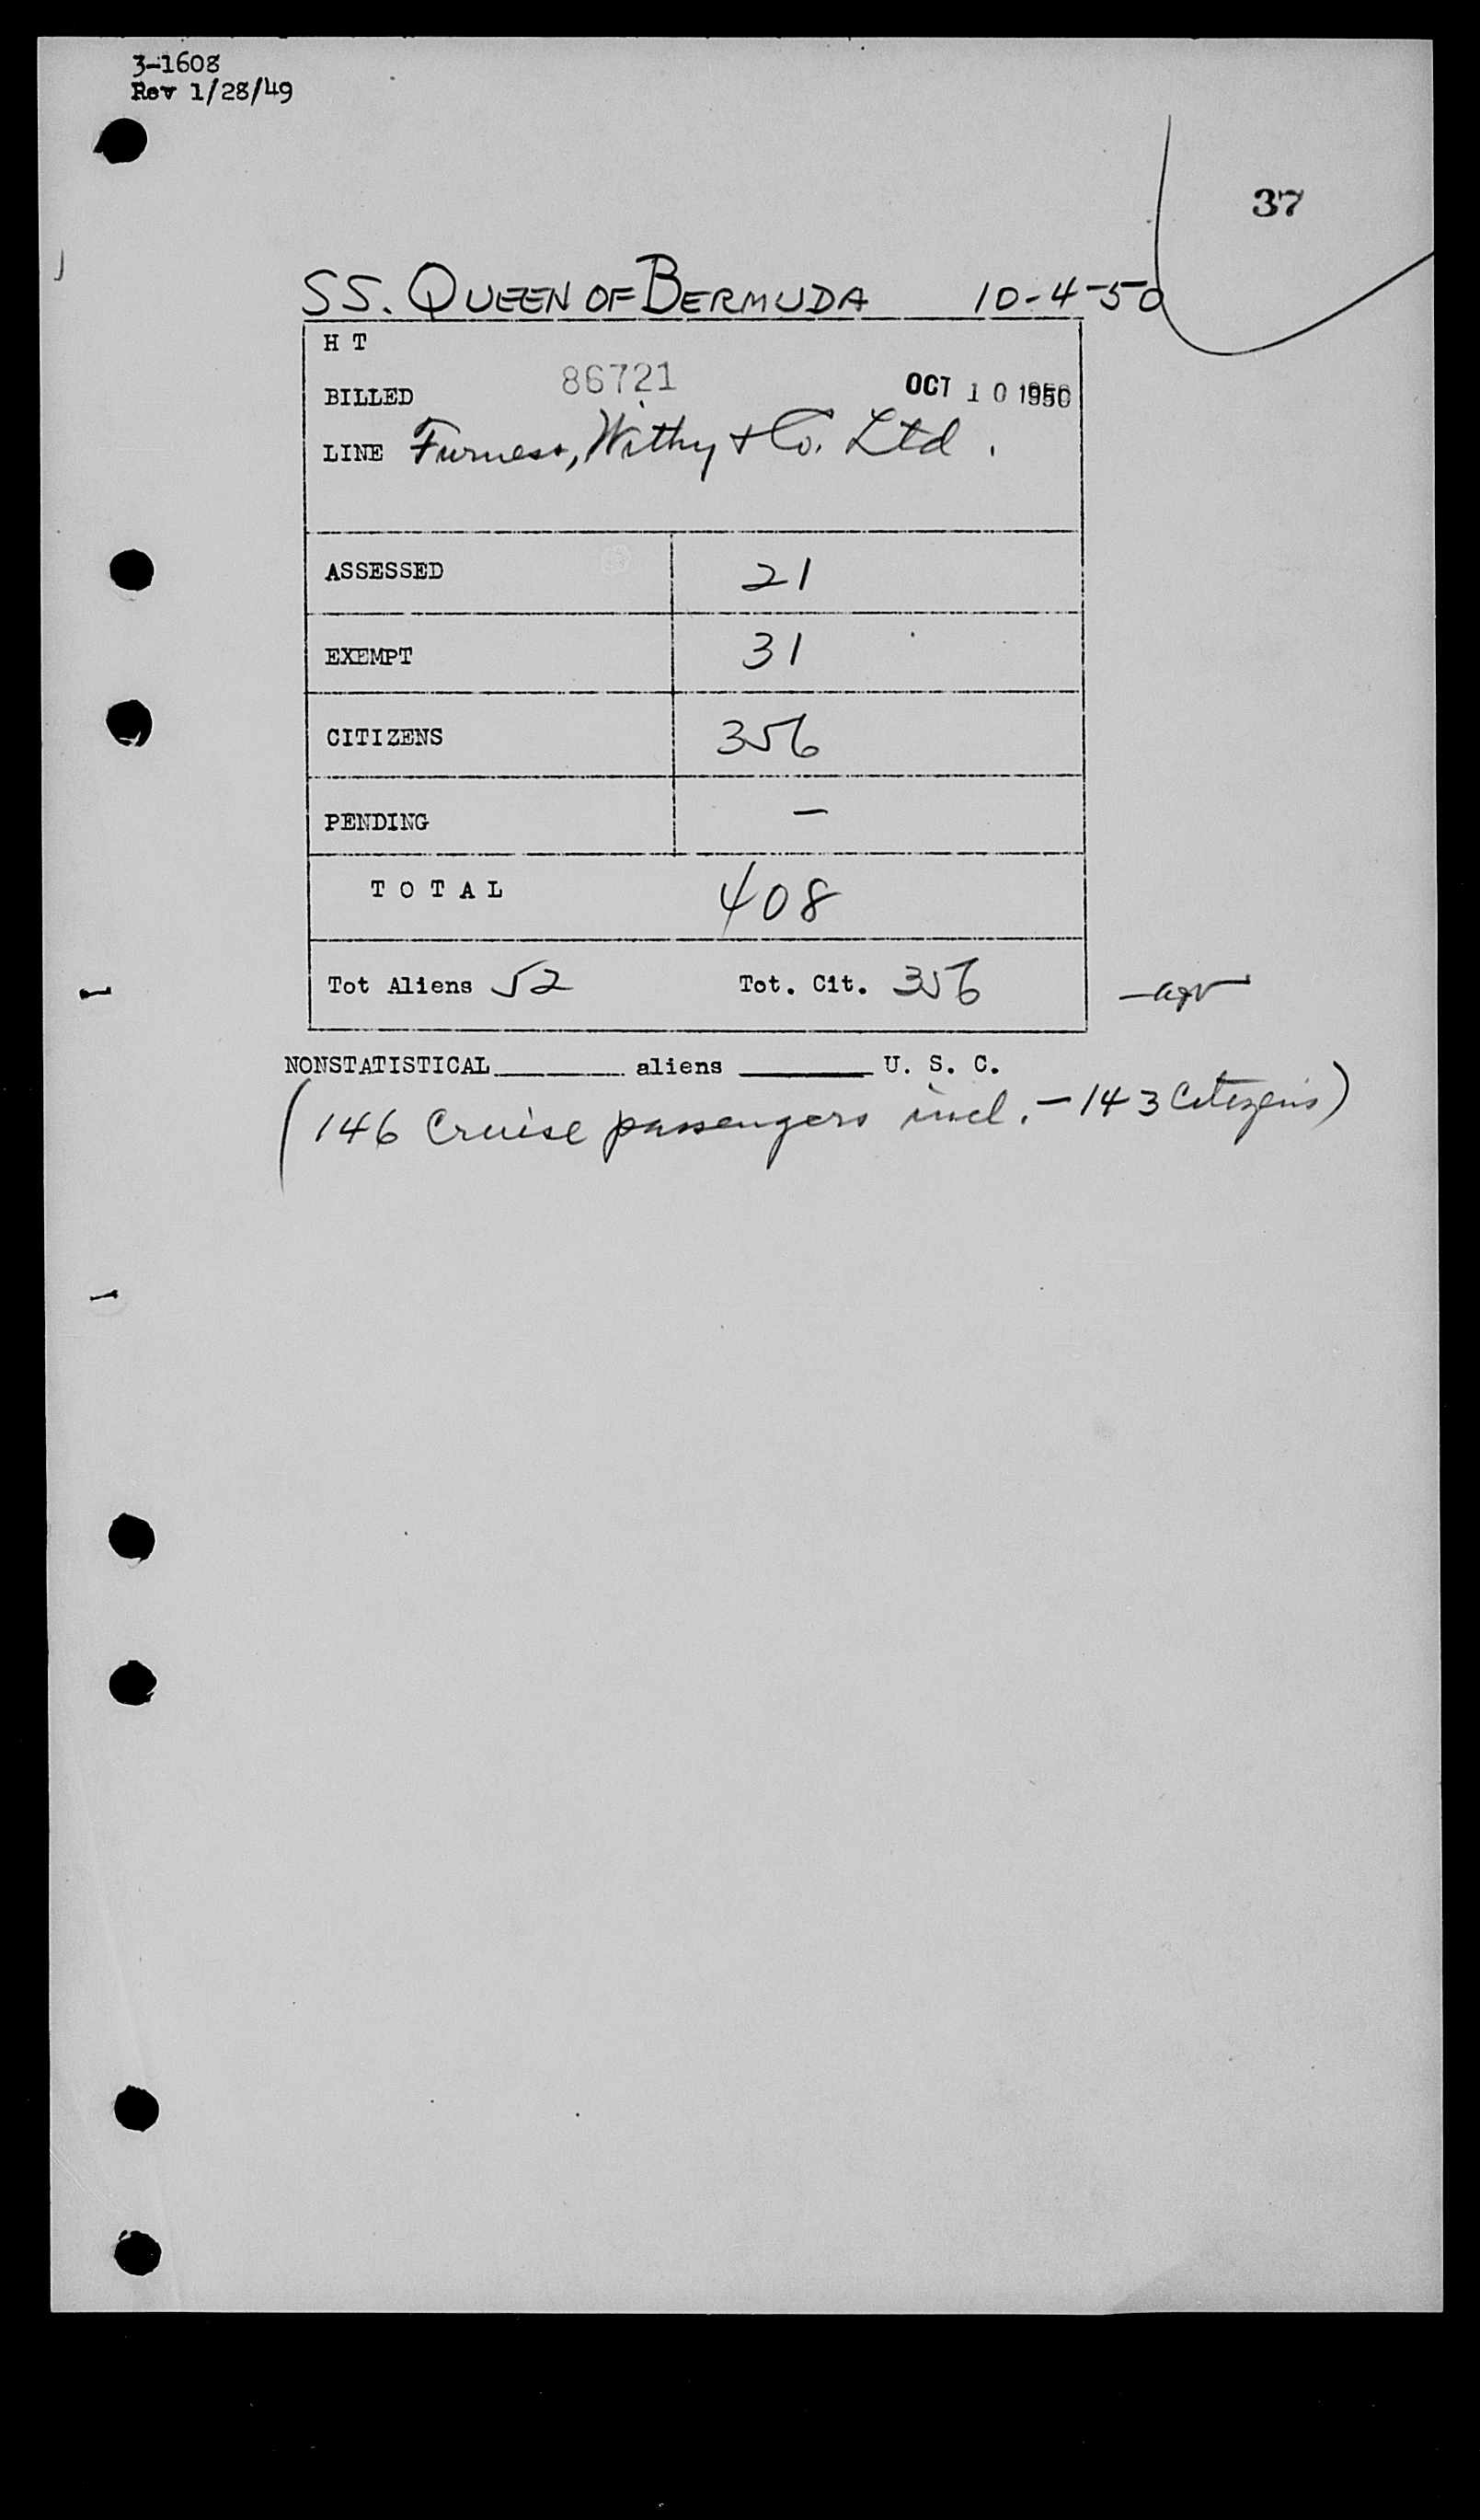 3-1608
Rev 1/28/49
37
SS. QUEEN OF BERMUDA 10-4-50
H T
BILLED 86721 OCT 10 1950
LINE Furness, Withy + Co. Ltd.
ASSESSED 21
EXEMPT 31
CITIZENS 356
PENDING —
TOTAL 408
Tot Aliens 52 Tot. Cit. 356
NONSTATISTICAL________ aliens ________ U. S. C.
(146 Cruise passengers incl. - 143 Citizens)